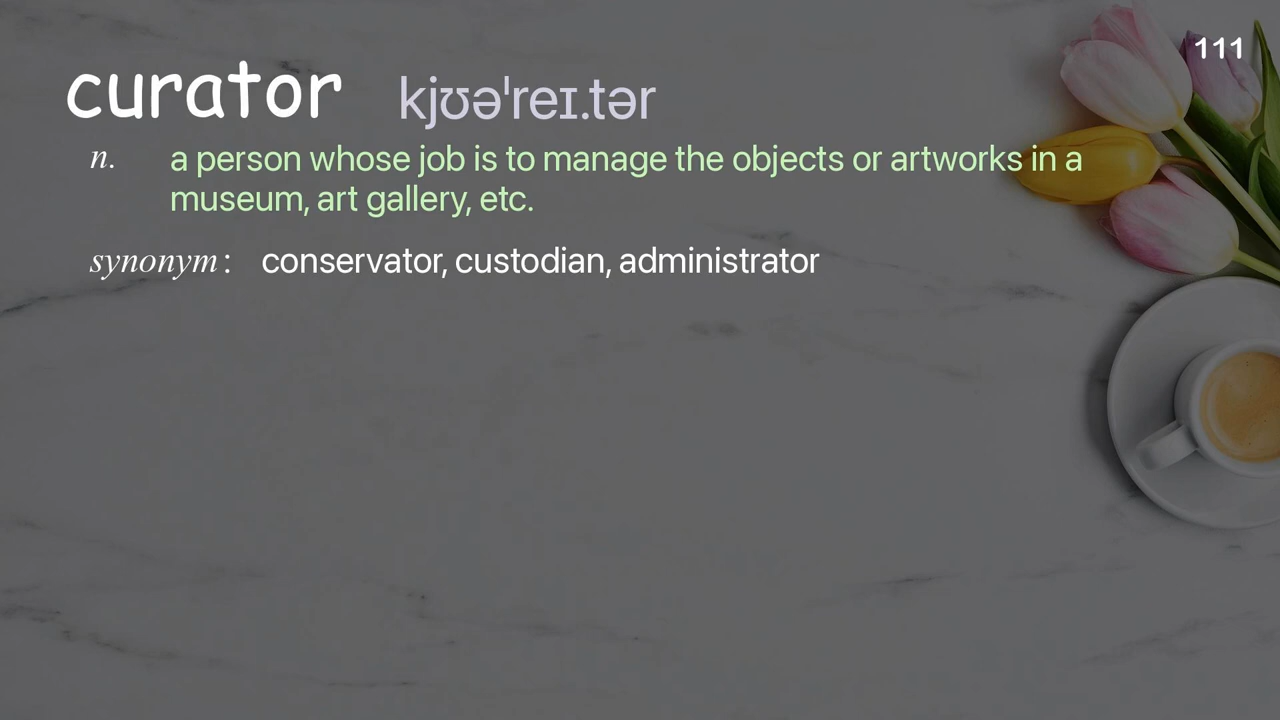 111
curator kjʊəˈreɪ.tər
n. a person whose job is to manage the objects or artworks in a
museum, art gallery, etc.
synonym: conservator, custodian, administrator